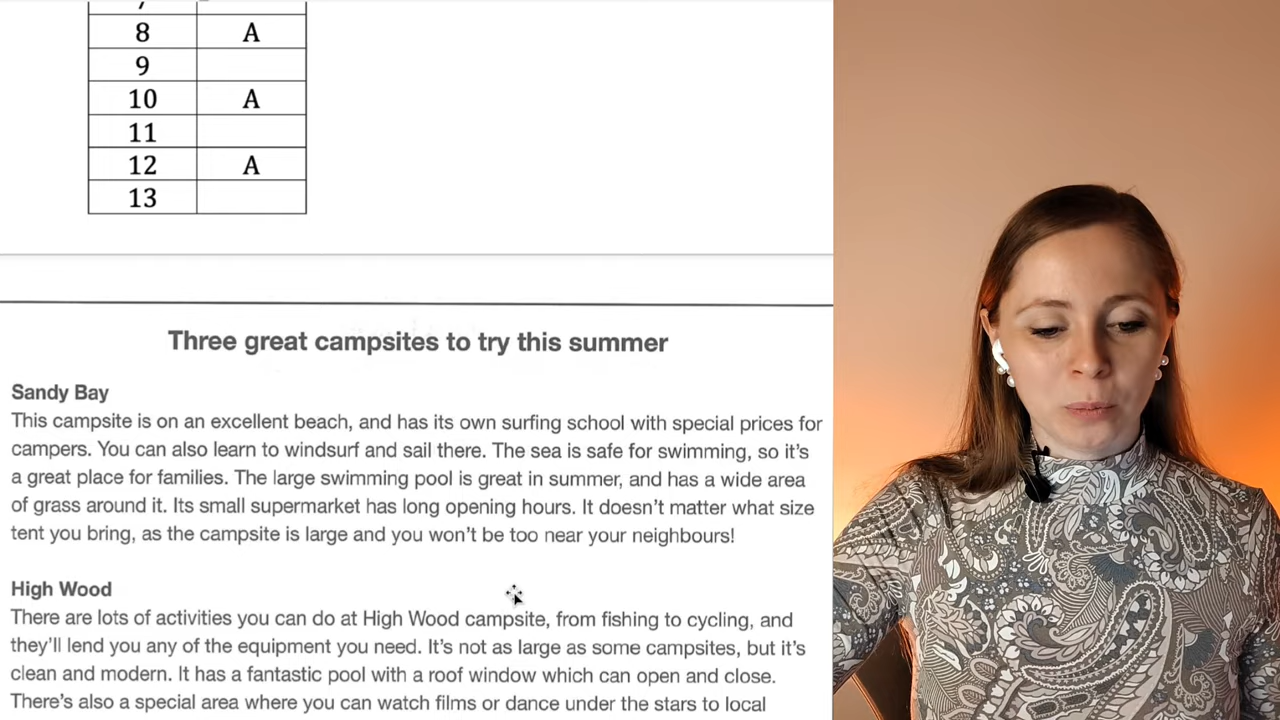 7
8 A
9
10 A
11
12 A
13
Three great campsites to try this summer
Sandy Bay
This campsite is on an excellent beach, and has its own surfing school with special prices for
campers. You can also learn to windsurf and sail there. The sea is safe for swimming, so it's
a great place for families. The large swimming pool is great in summer, and has a wide area
of grass around it. Its small supermarket has long opening hours. It doesn't matter what size
tent you bring, as the campsite is large and you won't be too near your neighbours!
High Wood
There are lots of activities you can do at High Wood campsite, from fishing to cycling, and
they'll lend you any of the equipment you need. It's not as large as some campsites, but it's
clean and modern. It has a fantastic pool with a roof window which can open and close.
There's also a special area where you can watch films or dance under the stars to local